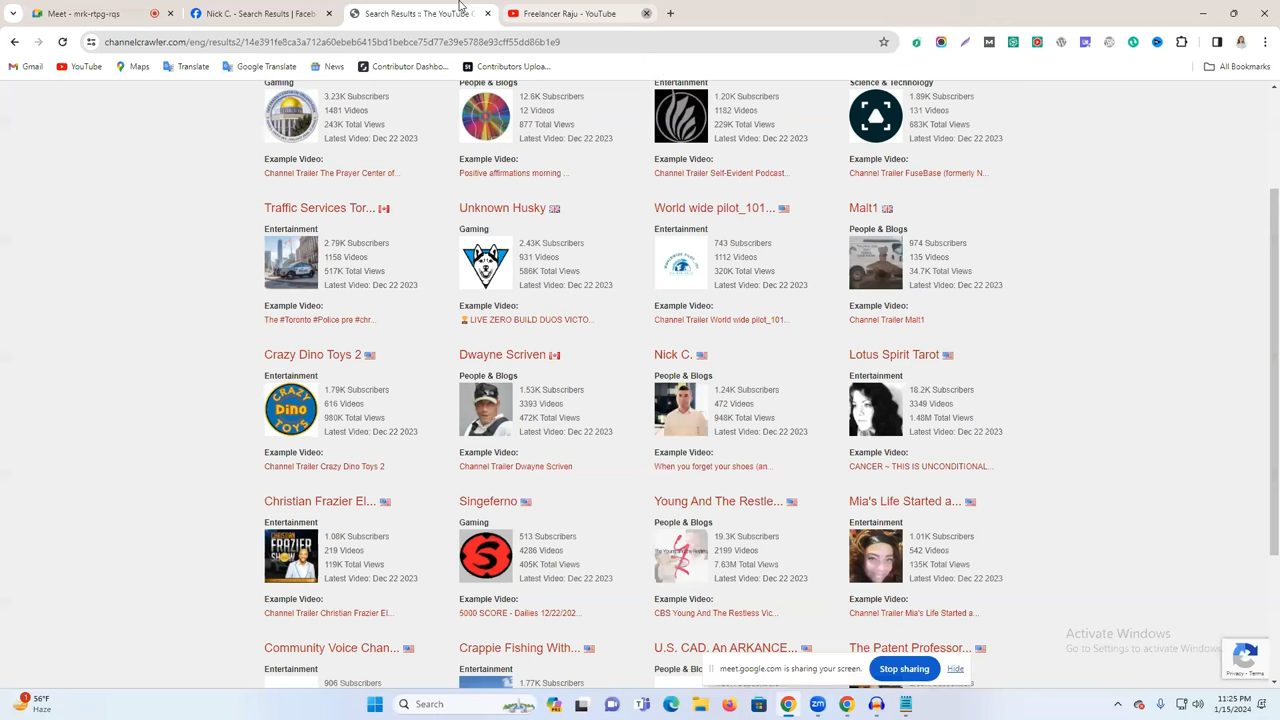 Meet – mrk-rpg-
Nick C. - Search Results
Search Results | The YouTube C
Freelancer Raju - YouTube
channelcrawler.com/eng/results2/14e391fe8ca3a712a60ebeb6415bd1bebce75d77e39e5788e93cff55dd86b1e9
Gmail YouTube Maps Translate Google Translate News Contributor Dashbo... Contributor Uploa... All Bookmarks
Gaming People & Blogs Entertainment Science & Technology
3.23K Subscribers 12.6K Subscribers 1.20K Subscribers 1.89K Subscribers
1481 Videos 12 Videos 1182 Videos 131 Videos
243K Total Views 877 Total Views 229K Total Views 683K Total Views
Latest Video: Dec 22 2023 Latest Video: Dec 22 2023 Latest Video: Dec 22 2023 Latest Video: Dec 22 2023
Example Video: Example Video: Example Video: Example Video:
Channel Trailer The Prayer Center of... Positive affirmations morning ... Channel Trailer Self-Evident Podcast... Channel Trailer FuseBase (formerly N...
Traffic Services Tor... Unknown Husky World wide pilot_101... Malt1
Entertainment Gaming Entertainment People & Blogs
2.79K Subscribers 2.43K Subscribers 743 Subscribers 974 Subscribers
1158 Videos 931 Videos 1112 Videos 135 Videos
517K Total Views 586K Total Views 320K Total Views 34.7K Total Views
Latest Video: Dec 22 2023 Latest Video: Dec 22 2023 Latest Video: Dec 22 2023 Latest Video: Dec 22 2023
Example Video: Example Video: Example Video: Example Video:
The #Toronto #Police pre #chr... LIVE ZERO BUILD DUOS VICTO... Channel Trailer World wide pilot_101... Channel Trailer Malt1
Crazy Dino Toys 2 Dwayne Scriven Nick C. Lotus Spirit Tarot
Entertainment People & Blogs People & Blogs Entertainment
1.79K Subscribers 1.53K Subscribers 1.24K Subscribers 18.2K Subscribers
616 Videos 3393 Videos 472 Videos 3349 Videos
980K Total Views 472K Total Views 948K Total Views 1.48M Total Views
Latest Video: Dec 22 2023 Latest Video: Dec 22 2023 Latest Video: Dec 22 2023 Latest Video: Dec 22 2023
CRAZY Dino TOYS
Example Video: Example Video: Example Video: Example Video:
Channel Trailer Crazy Dino Toys 2 Channel Trailer Dwayne Scriven When you forget your shoes (an... CANCER ~ THIS IS UNCONDITIONAL...
Christian Frazier El... Singeferno Young And The Restle... Mia's Life Started a...
Entertainment Gaming People & Blogs Entertainment
1.08K Subscribers 513 Subscribers 19.3K Subscribers 1.01K Subscribers
219 Videos 4286 Videos 2199 Videos 542 Videos
119K Total Views 405K Total Views 7.63M Total Views 135K Total Views
Latest Video: Dec 22 2023 Latest Video: Dec 22 2023 Latest Video: Dec 22 2023 Latest Video: Dec 22 2023
Example Video: Example Video: Example Video: Example Video:
Channel Trailer Christian Frazier El... 5000 SCORE - Dailies 12/22/202... CBS Young And The Restless Vic... Channel Trailer Mia's Life Started a...
Community Voice Chan... Crappie Fishing With... U.S. CAD. An ARKANCE... The Patent Professor...
Entertainment People & Blogs
906 Subscribers 1.77K Subscribers
Activate Windows
Go to Settings to activate Windows.
meet.google.com is sharing your screen. Stop sharing Hide
Privacy - Terms
56°F
Haze
Search
11:25 PM
1/15/2024